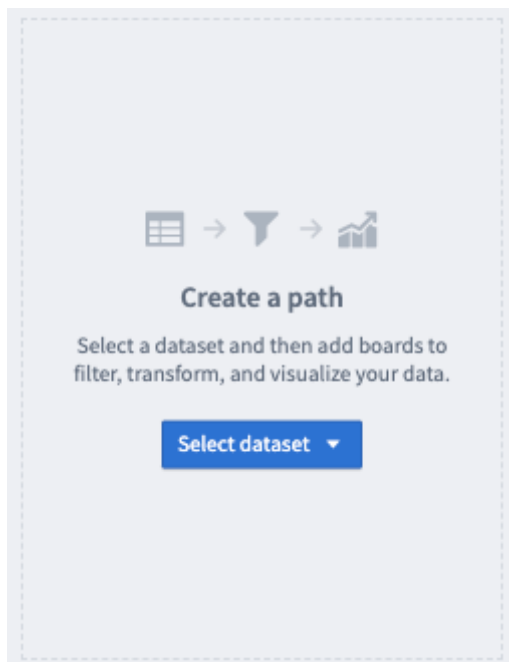 Create a path
Select a dataset and then add boards to
filter, transform, and visualize your data.
Select dataset